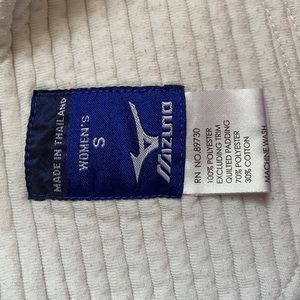 MADE IN THAILAND
WOMEN'S
S
MIZUNO
RN NO.89730
100% POLYESTER
EXCLUDING TRIM
QUILTED PADDING
70% POLYESTER
30% COTTON
MACHINE WASH